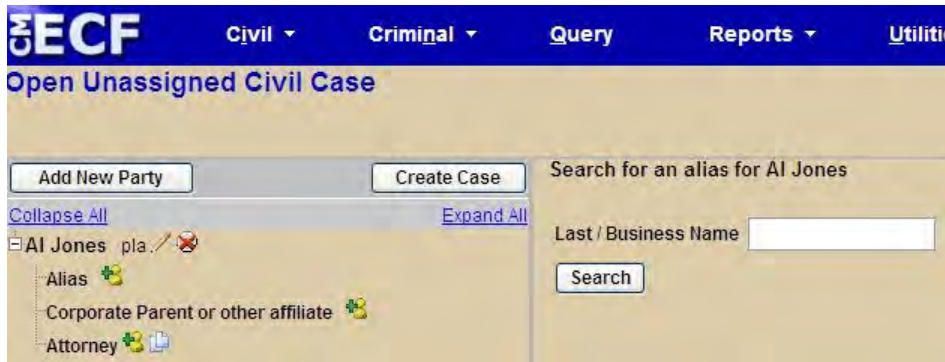 CM ECF Civil Criminal Query Reports Utiliti
Open Unassigned Civil Case
Add New Party Create Case
Collapse All Expand All
Al Jones pla
Alias
Corporate Parent or other affiliate
Attorney
Search for an alias for Al Jones
Last / Business Name
Search